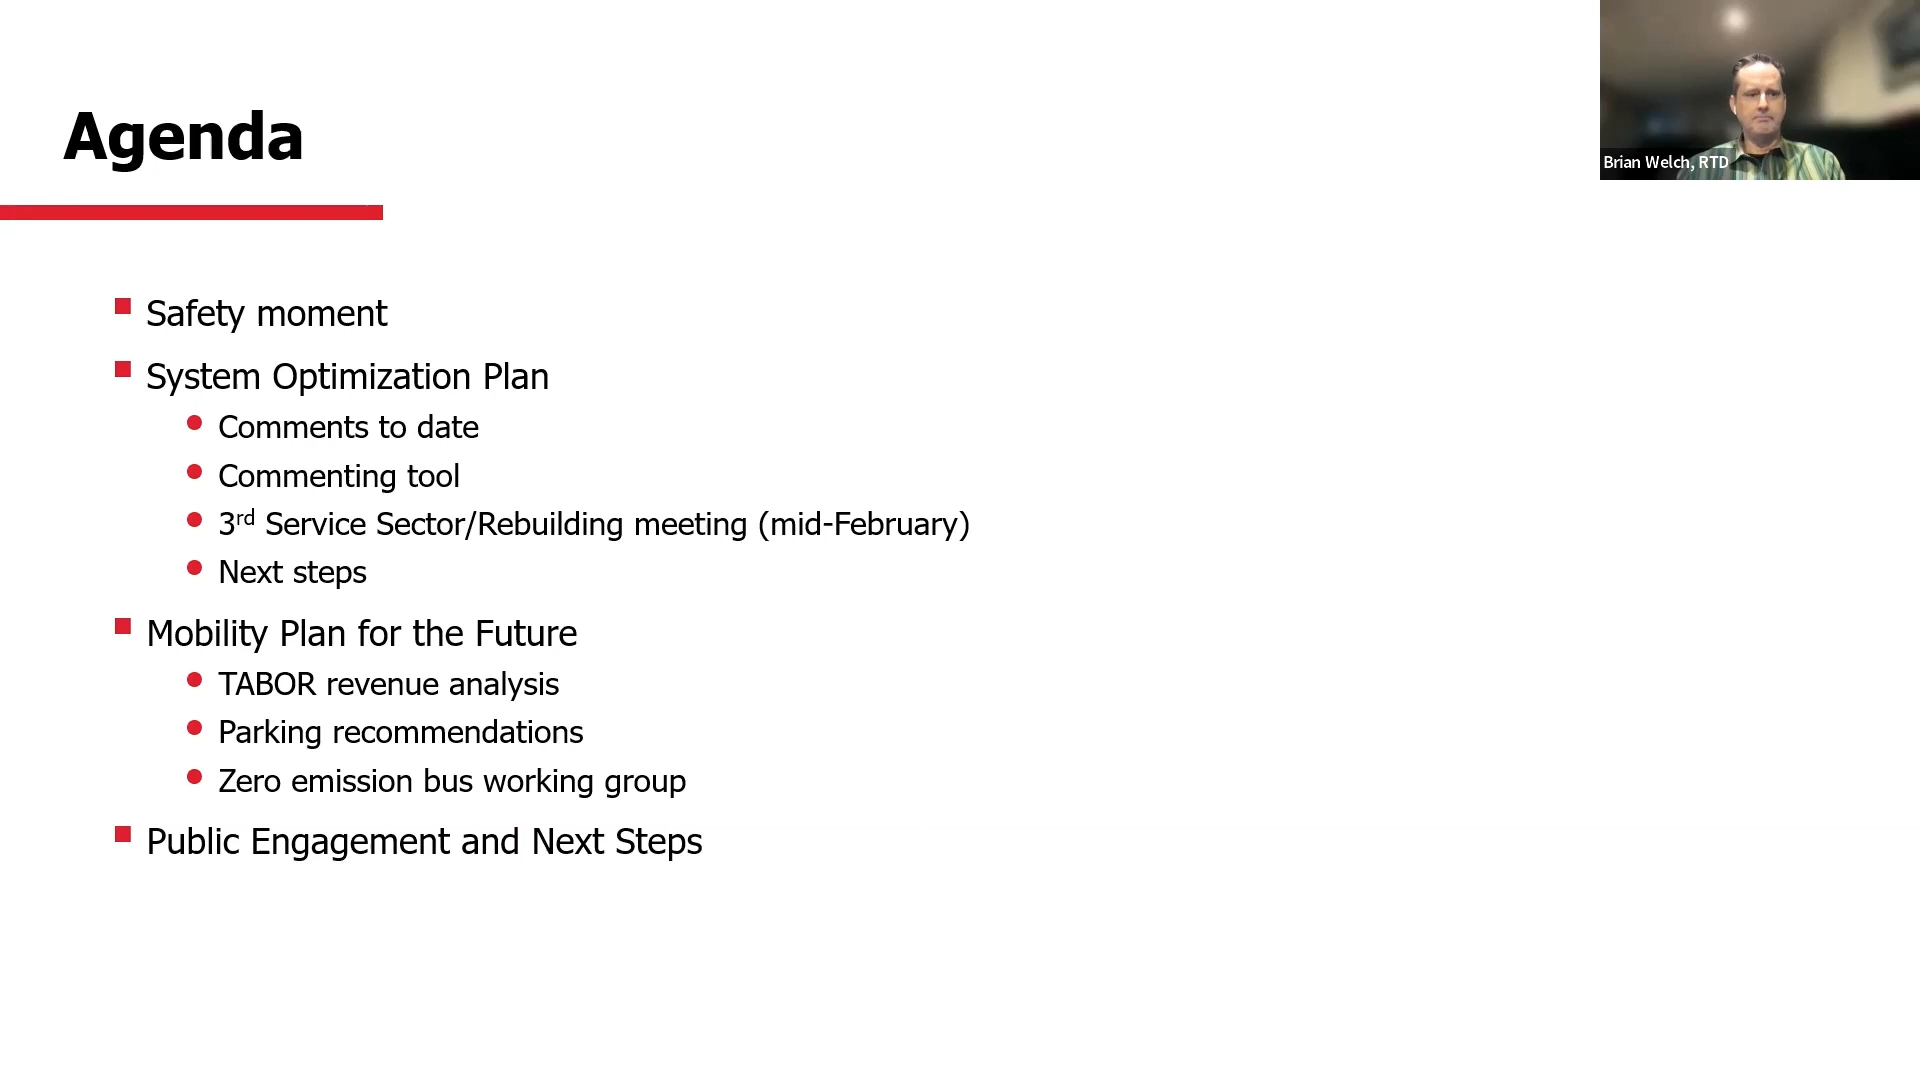 Agenda
Brian Welch, RTD
Safety moment
System Optimization Plan
Comments to date
Commenting tool
3rd Service Sector/Rebuilding meeting (mid-February)
Next steps
Mobility Plan for the Future
TABOR revenue analysis
Parking recommendations
Zero emission bus working group
Public Engagement and Next Steps